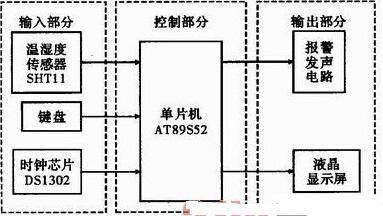 输入部分
控制部分
输出部分
温湿度
传感器
SHT11
键盘
时钟芯片
DS1302
单片机
AT89S52
报警
发声
电路
液晶
显示屏